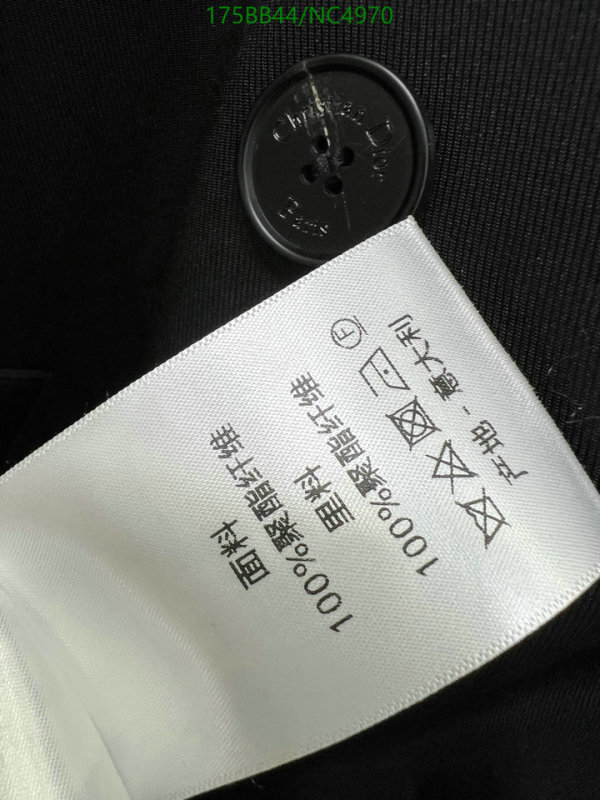 175BB44/NC4970
Christian Dior
Paris
面料
100%聚酯纤维
里料
100%聚酯纤维
F
产地 - 意大利